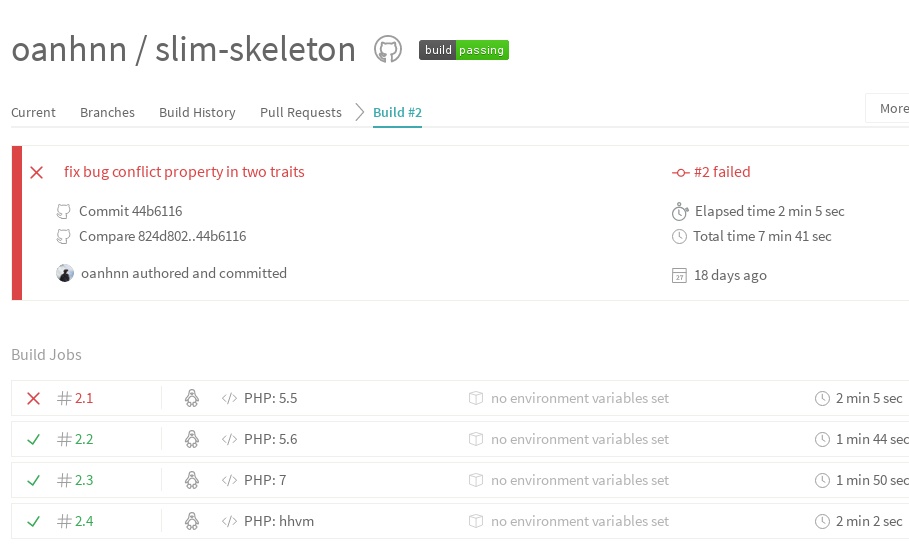 oanhnn / slim-skeleton build passing
Current Branches Build History Pull Requests Build #2 More
fix bug conflict property in two traits #2 failed
Commit 44b6116 Elapsed time 2 min 5 sec
Compare 824d802..44b6116 Total time 7 min 41 sec
oanhnn authored and committed 27 18 days ago
Build Jobs
# 2.1 </> PHP: 5.5 no environment variables set 2 min 5 sec
# 2.2 </> PHP: 5.6 no environment variables set 1 min 44 sec
# 2.3 </> PHP: 7 no environment variables set 1 min 50 sec
# 2.4 </> PHP: hhvm no environment variables set 2 min 2 sec